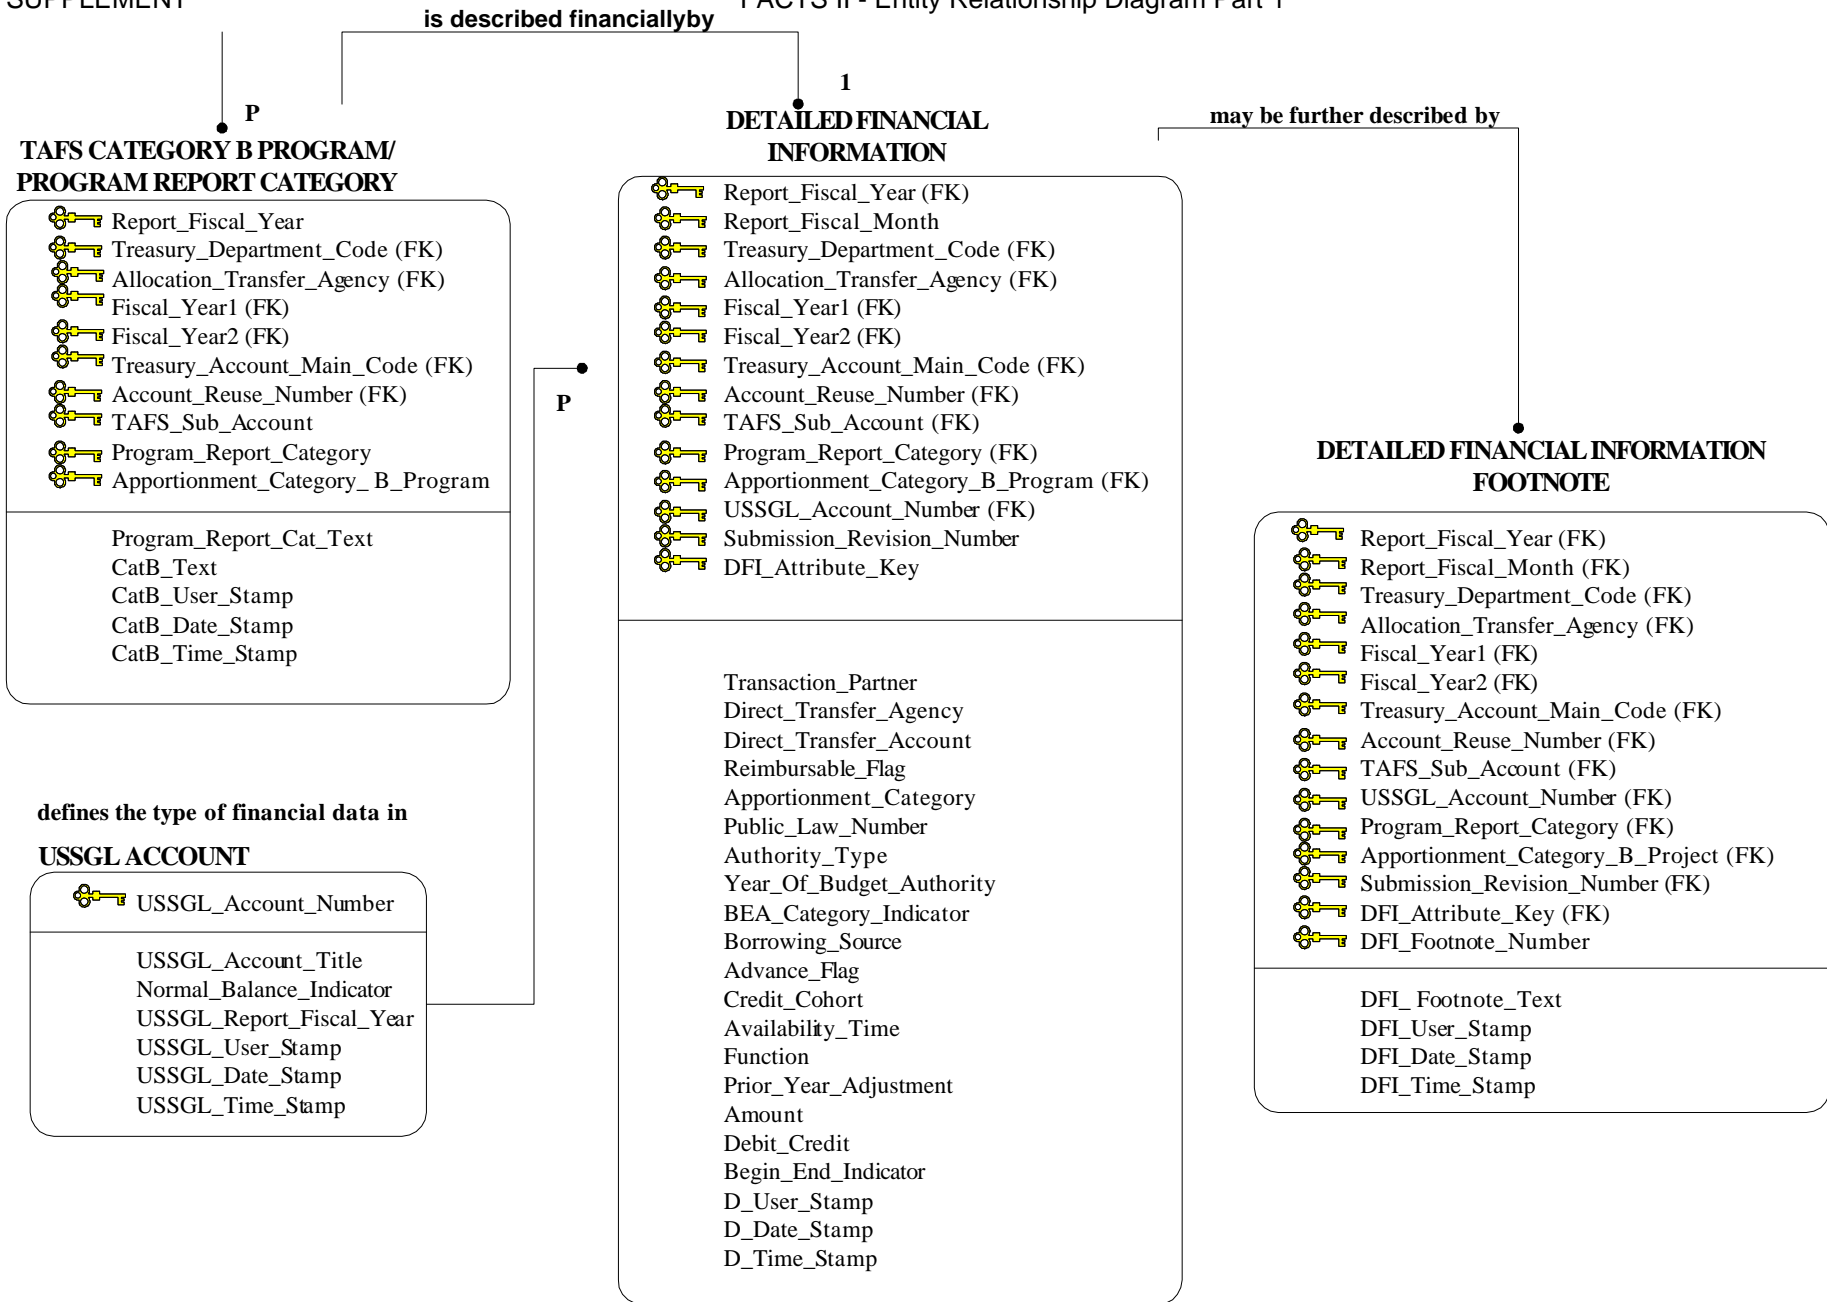 SUPPLEMENT
FACTS II - Entity Relationship Diagram Part 1
is described financiallyby
P
TAFS CATEGORY B PROGRAM/
PROGRAM REPORT CATEGORY
Report_Fiscal_Year
Treasury_Department_Code (FK)
Allocation_Transfer_Agency (FK)
Fiscal_Year1 (FK)
Fiscal_Year2 (FK)
Treasury_Account_Main_Code (FK)
Account_Reuse_Number (FK)
TAFS_Sub_Account
Program_Report_Category
Apportionment_Category_ B_Program
Program_Report_Cat_Text
CatB_Text
CatB_User_Stamp
CatB_Date_Stamp
CatB_Time_Stamp
defines the type of financial data in
USSGL ACCOUNT
USSGL_Account_Number
USSGL_Account_Title
Normal_Balance_Indicator
USSGL_Report_Fiscal_Year
USSGL_User_Stamp
USSGL_Date_Stamp
USSGL_Time_Stamp
P
1
DETAILED FINANCIAL
INFORMATION
Report_Fiscal_Year (FK)
Report_Fiscal_Month
Treasury_Department_Code (FK)
Allocation_Transfer_Agency (FK)
Fiscal_Year1 (FK)
Fiscal_Year2 (FK)
Treasury_Account_Main_Code (FK)
Account_Reuse_Number (FK)
TAFS_Sub_Account (FK)
Program_Report_Category (FK)
Apportionment_Category_B_Program (FK)
USSGL_Account_Number (FK)
Submission_Revision_Number
DFI_Attribute_Key
Transaction_Partner
Direct_Transfer_Agency
Direct_Transfer_Account
Reimbursable_Flag
Apportionment_Category
Public_Law_Number
Authority_Type
Year_Of_Budget_Authority
BEA_Category_Indicator
Borrowing_Source
Advance_Flag
Credit_Cohort
Availability_Time
Function
Prior_Year_Adjustment
Amount
Debit_Credit
Begin_End_Indicator
D_User_Stamp
D_Date_Stamp
D_Time_Stamp
may be further described by
DETAILED FINANCIAL INFORMATION
FOOTNOTE
Report_Fiscal_Year (FK)
Report_Fiscal_Month (FK)
Treasury_Department_Code (FK)
Allocation_Transfer_Agency (FK)
Fiscal_Year1 (FK)
Fiscal_Year2 (FK)
Treasury_Account_Main_Code (FK)
Account_Reuse_Number (FK)
TAFS_Sub_Account (FK)
USSGL_Account_Number (FK)
Program_Report_Category (FK)
Apportionment_Category_B_Project (FK)
Submission_Revision_Number (FK)
DFI_Attribute_Key (FK)
DFI_Footnote_Number
DFI_ Footnote_Text
DFI_User_Stamp
DFI_Date_Stamp
DFI_Time_Stamp